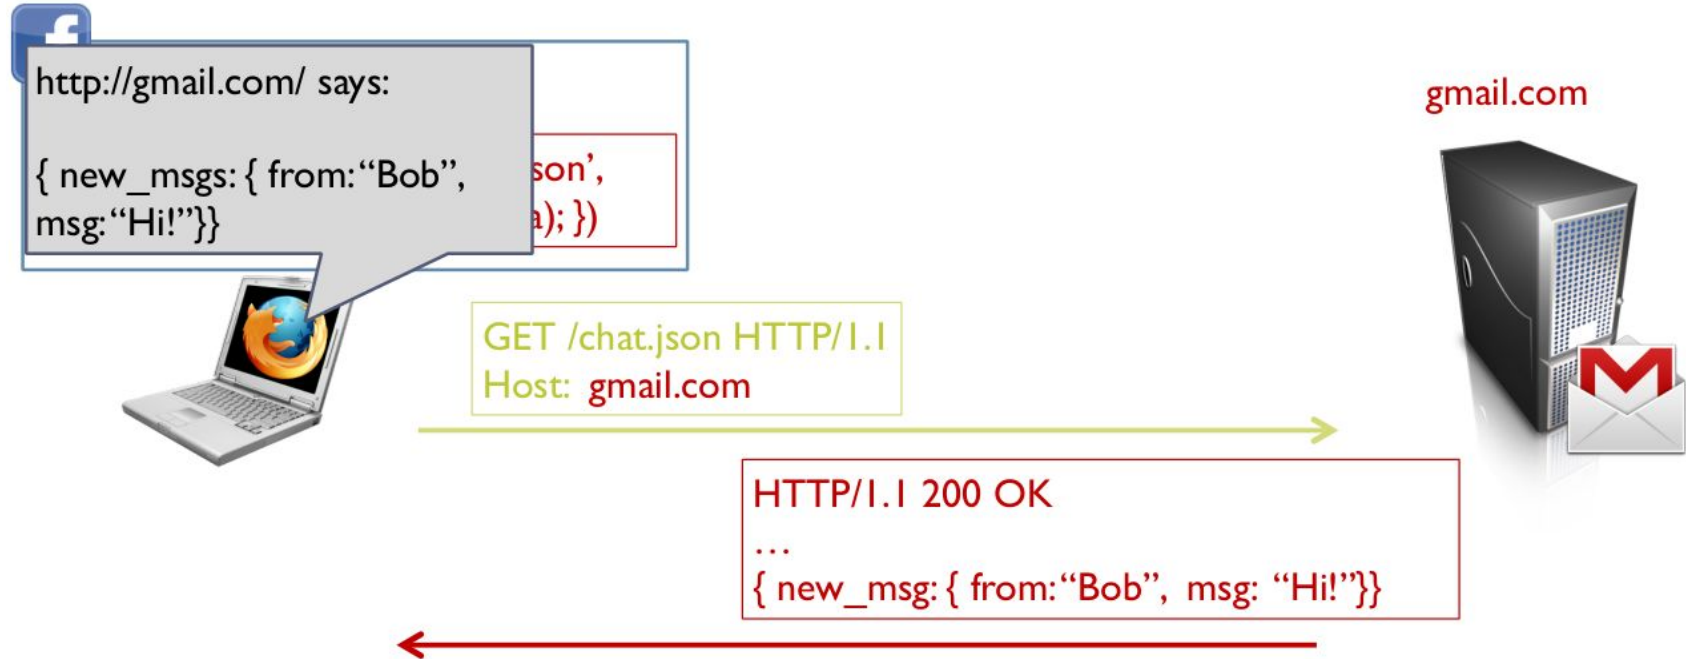 http://gmail.com/ says:
{ new_msgs: { from: “Bob”,
msg: “Hi!”}}
son’,
a); })
gmail.com
GET /chat.json HTTP/1.1
Host: gmail.com
HTTP/1.1 200 OK
…
{ new_msg: { from: “Bob”, msg: “Hi!”}}